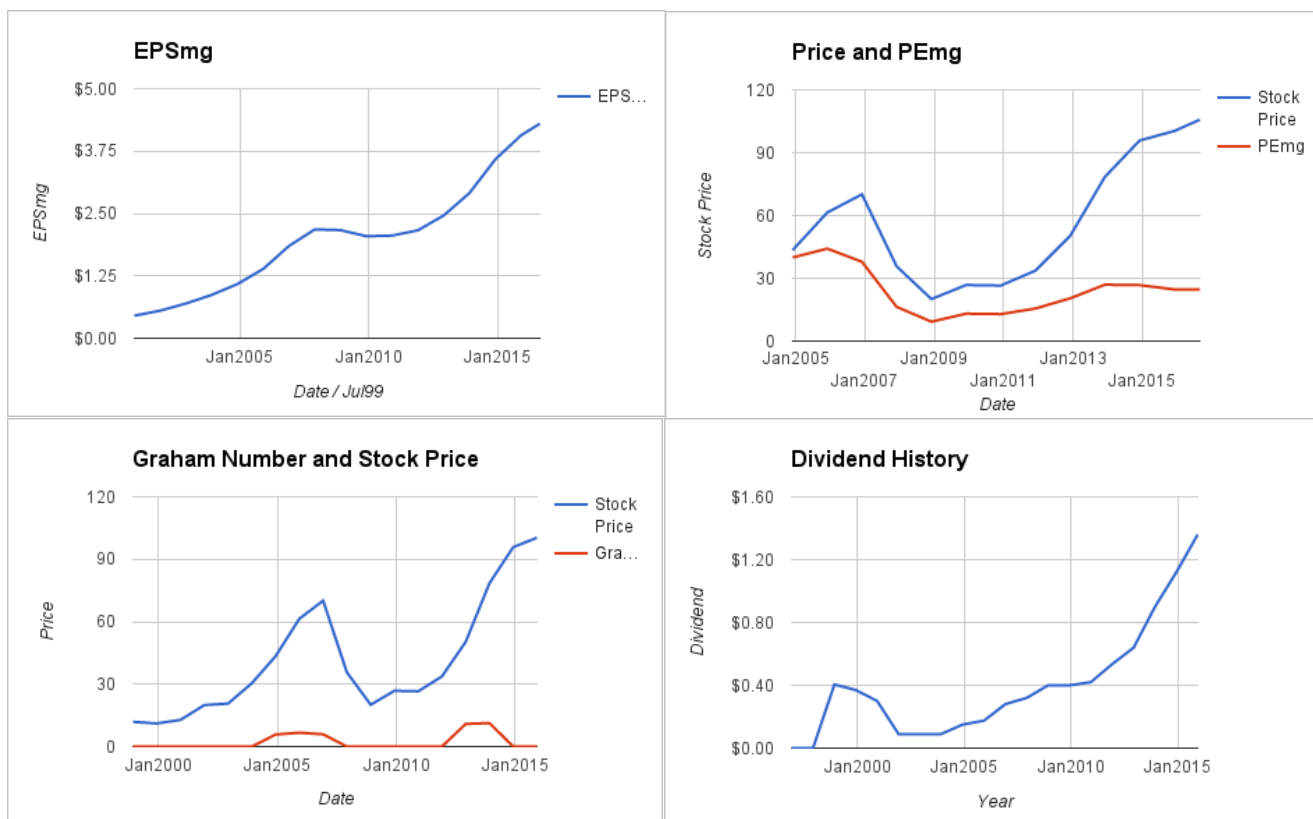 EPSmg
$5.00
$3.75
$2.50
$1.25
$0.00
EPSmg
Jan2005
Jan2010
Jan2015
Date / Jul99
EPS...
Price and PEmg
120
90
60
30
0
Stock Price
Jan2005
Jan2007
Jan2009
Jan2011
Jan2013
Jan2015
Date
Stock
Price
PEmg
Graham Number and Stock Price
120
90
60
30
0
Price
Jan2000
Jan2005
Jan2010
Jan2015
Date
Stock
Price
Gra...
Dividend History
$1.60
$1.20
$0.80
$0.40
$0.00
Dividend
Jan2000
Jan2005
Jan2010
Jan2015
Year